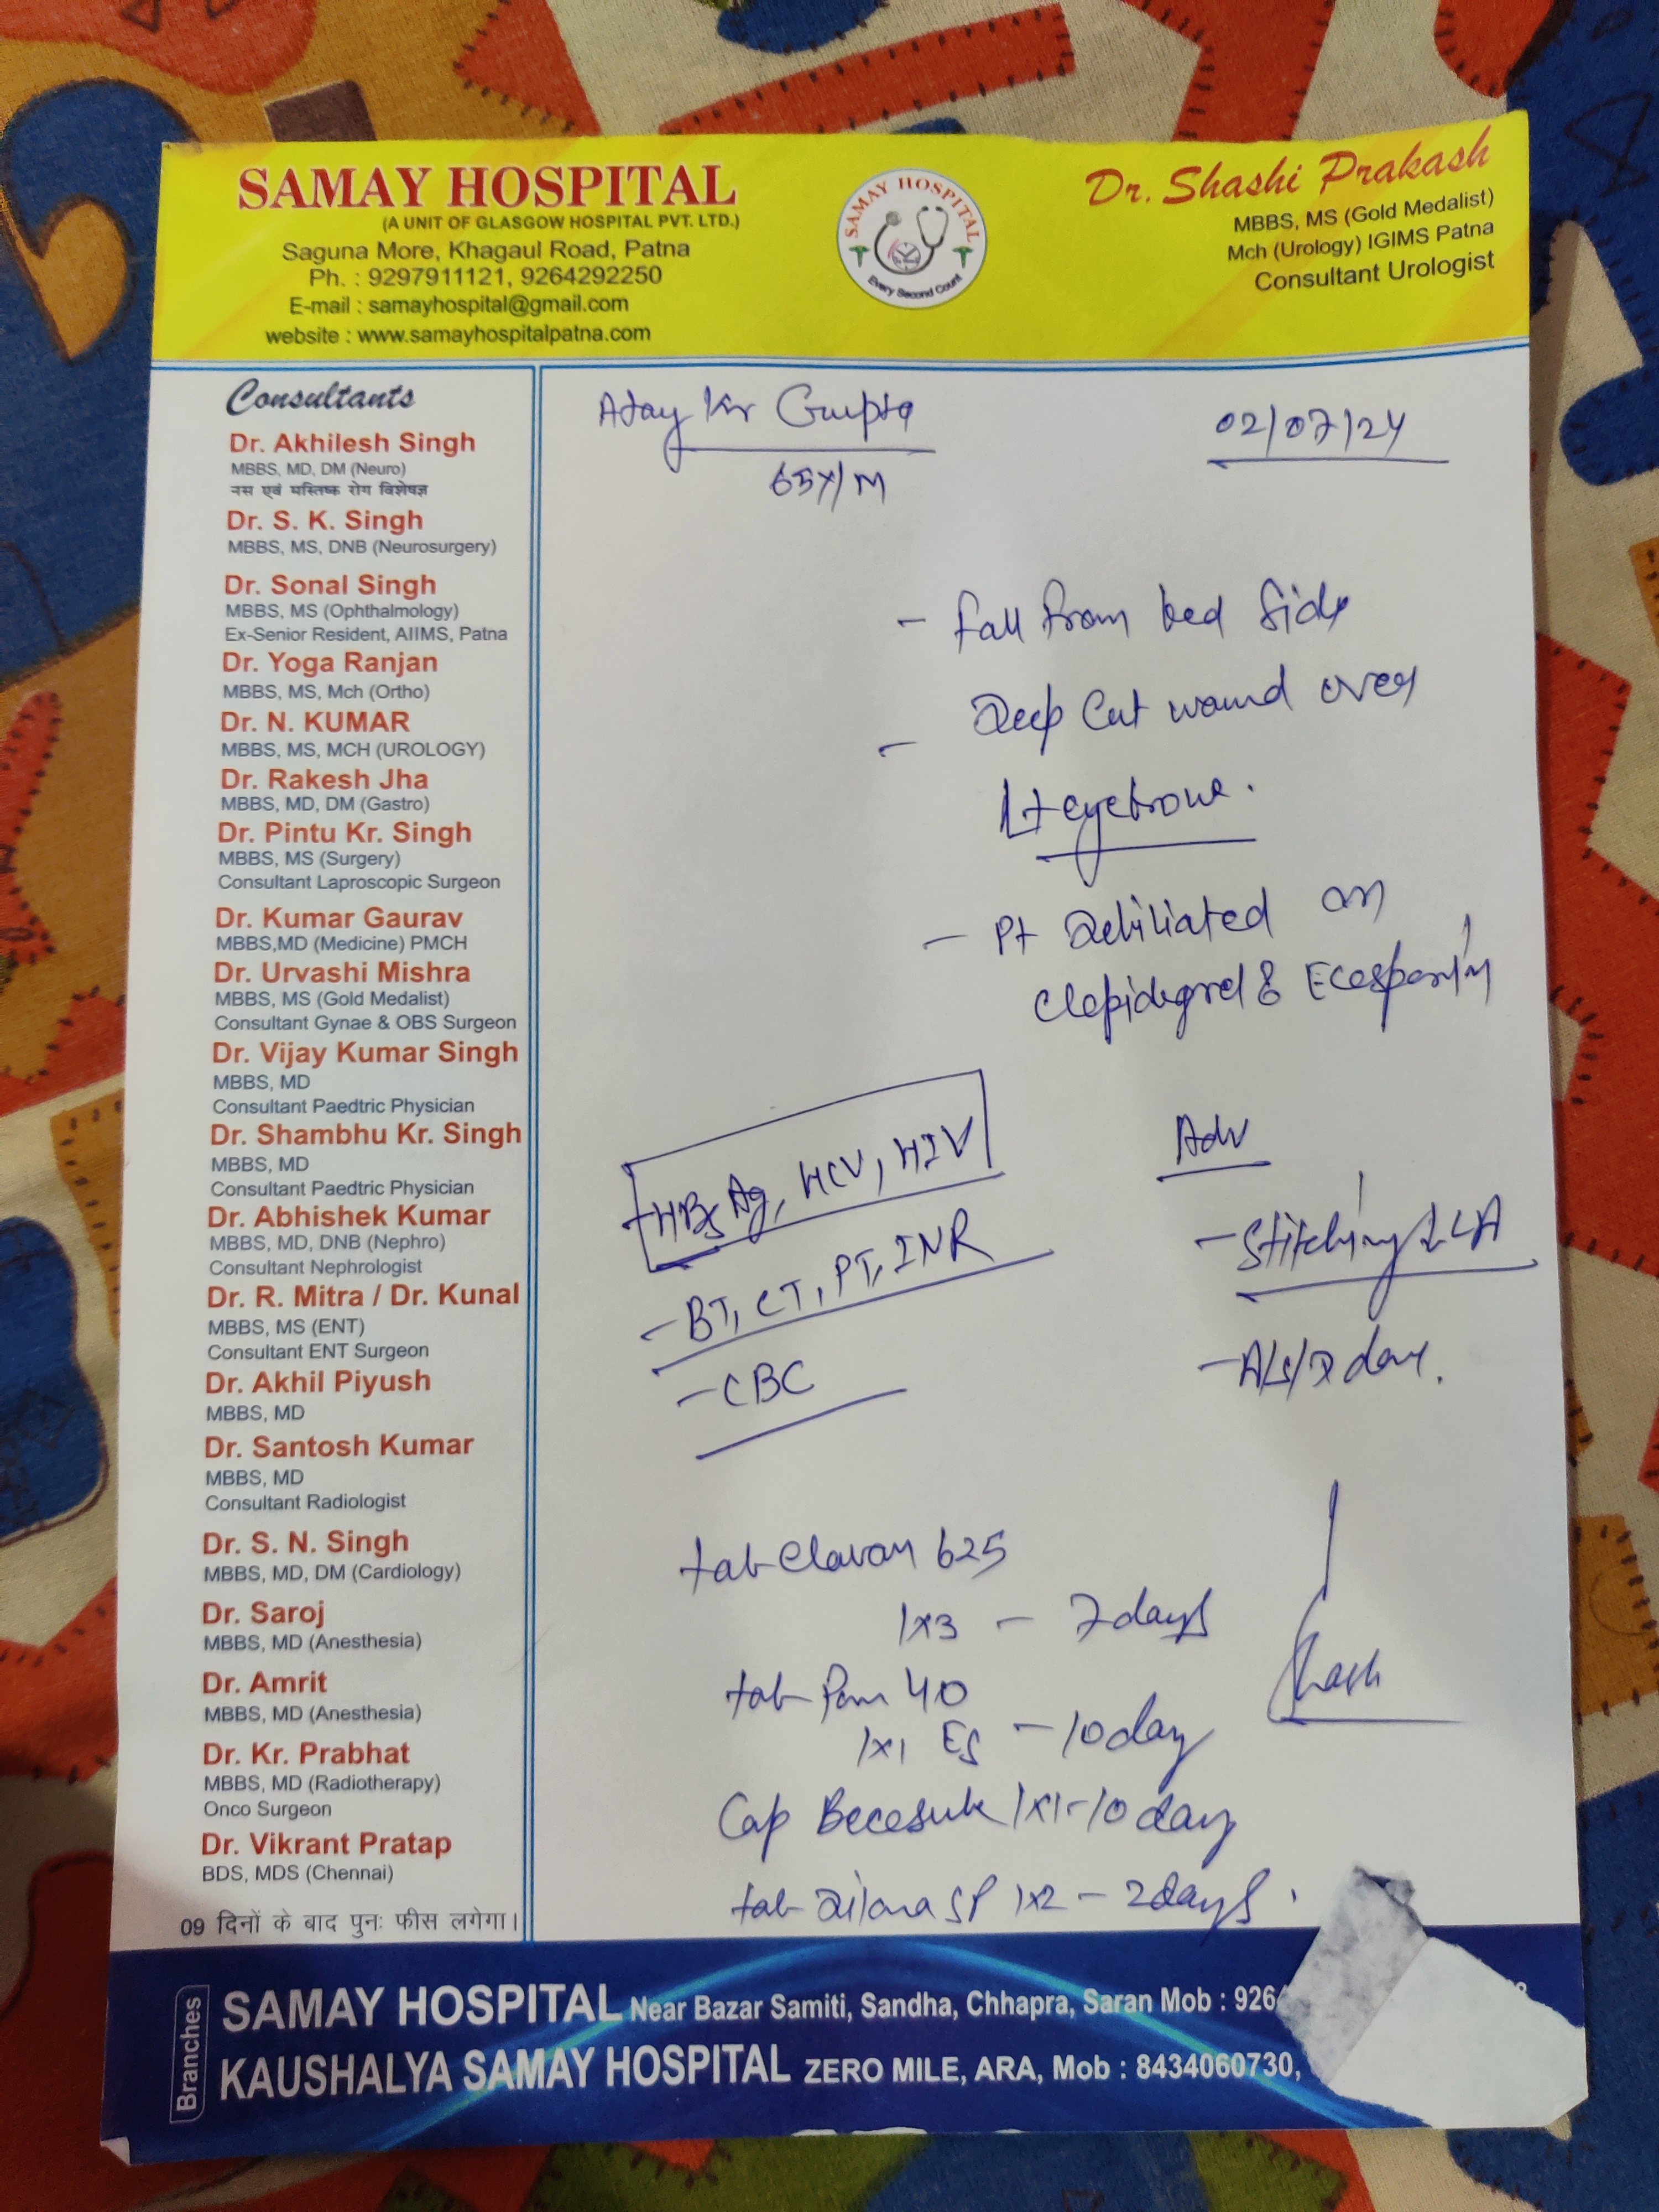 SAMAY HOSPITAL
(A UNIT OF GLASGOW HOSPITAL PVT. LTD.)
Saguna More, Khagaul Road, Patna
Ph. : 9297911121, 9264292250
E-mail : samayhospital@gmail.com
website : www.samayhospitalpatna.com
SAMAY HOSPITAL
Every Second Count
Dr. Shashi Prakash
MBBS, MS (Gold Medalist)
Mch (Urology) IGIMS Patna
Consultant Urologist
Consultants
Dr. Akhilesh Singh
MBBS, MD, DM (Neuro)
नस एवं मस्तिष्क रोग विशेषज्ञ
Dr. S. K. Singh
MBBS, MS, DNB (Neurosurgery)
Dr. Sonal Singh
MBBS, MS (Ophthalmology)
Ex-Senior Resident, AIIMS, Patna
Dr. Yoga Ranjan
MBBS, MS, Mch (Ortho)
Dr. N. KUMAR
MBBS, MS, MCH (UROLOGY)
Dr. Rakesh Jha
MBBS, MD, DM (Gastro)
Dr. Pintu Kr. Singh
MBBS, MS (Surgery)
Consultant Laproscopic Surgeon
Dr. Kumar Gaurav
MBBS,MD (Medicine) PMCH
Dr. Urvashi Mishra
MBBS, MS (Gold Medalist)
Consultant Gynae & OBS Surgeon
Dr. Vijay Kumar Singh
MBBS, MD
Consultant Paedtric Physician
Dr. Shambhu Kr. Singh
MBBS, MD
Consultant Paedtric Physician
Dr. Abhishek Kumar
MBBS, MD, DNB (Nephro)
Consultant Nephrologist
Dr. R. Mitra / Dr. Kunal
MBBS, MS (ENT)
Consultant ENT Surgeon
Dr. Akhil Piyush
MBBS, MD
Dr. Santosh Kumar
MBBS, MD
Consultant Radiologist
Dr. S. N. Singh
MBBS, MD, DM (Cardiology)
Dr. Saroj
MBBS, MD (Anesthesia)
Dr. Amrit
MBBS, MD (Anesthesia)
Dr. Kr. Prabhat
MBBS, MD (Radiotherapy)
Onco Surgeon
Dr. Vikrant Pratap
BDS, MDS (Chennai)
09 दिनों के बाद पुनः फीस लगेगा।
Ajay Kr Gupta
65Y/M
02/07/24
- fall from bed side
- Deep Cut wound over
Lt eyebrow.
- Pt Debiliated on
Clopidogrel & Ecosporin
HBsAg, HCV, HIV
- BT, CT, PT, INR
- CBC
Adv
- Stitching LA
day.
tab Clavam 625
1x3 - 7 days
tab Pam 40
1x1 ES - 10 day
Cap Becosule 1x1 - 10 day
tab SP 1x2 - 2 days.
Shash
Branches
SAMAY HOSPITAL Near Bazar Samiti, Sandha, Chhapra, Saran Mob : 926
KAUSHALYA SAMAY HOSPITAL ZERO MILE, ARA, Mob : 8434060730,